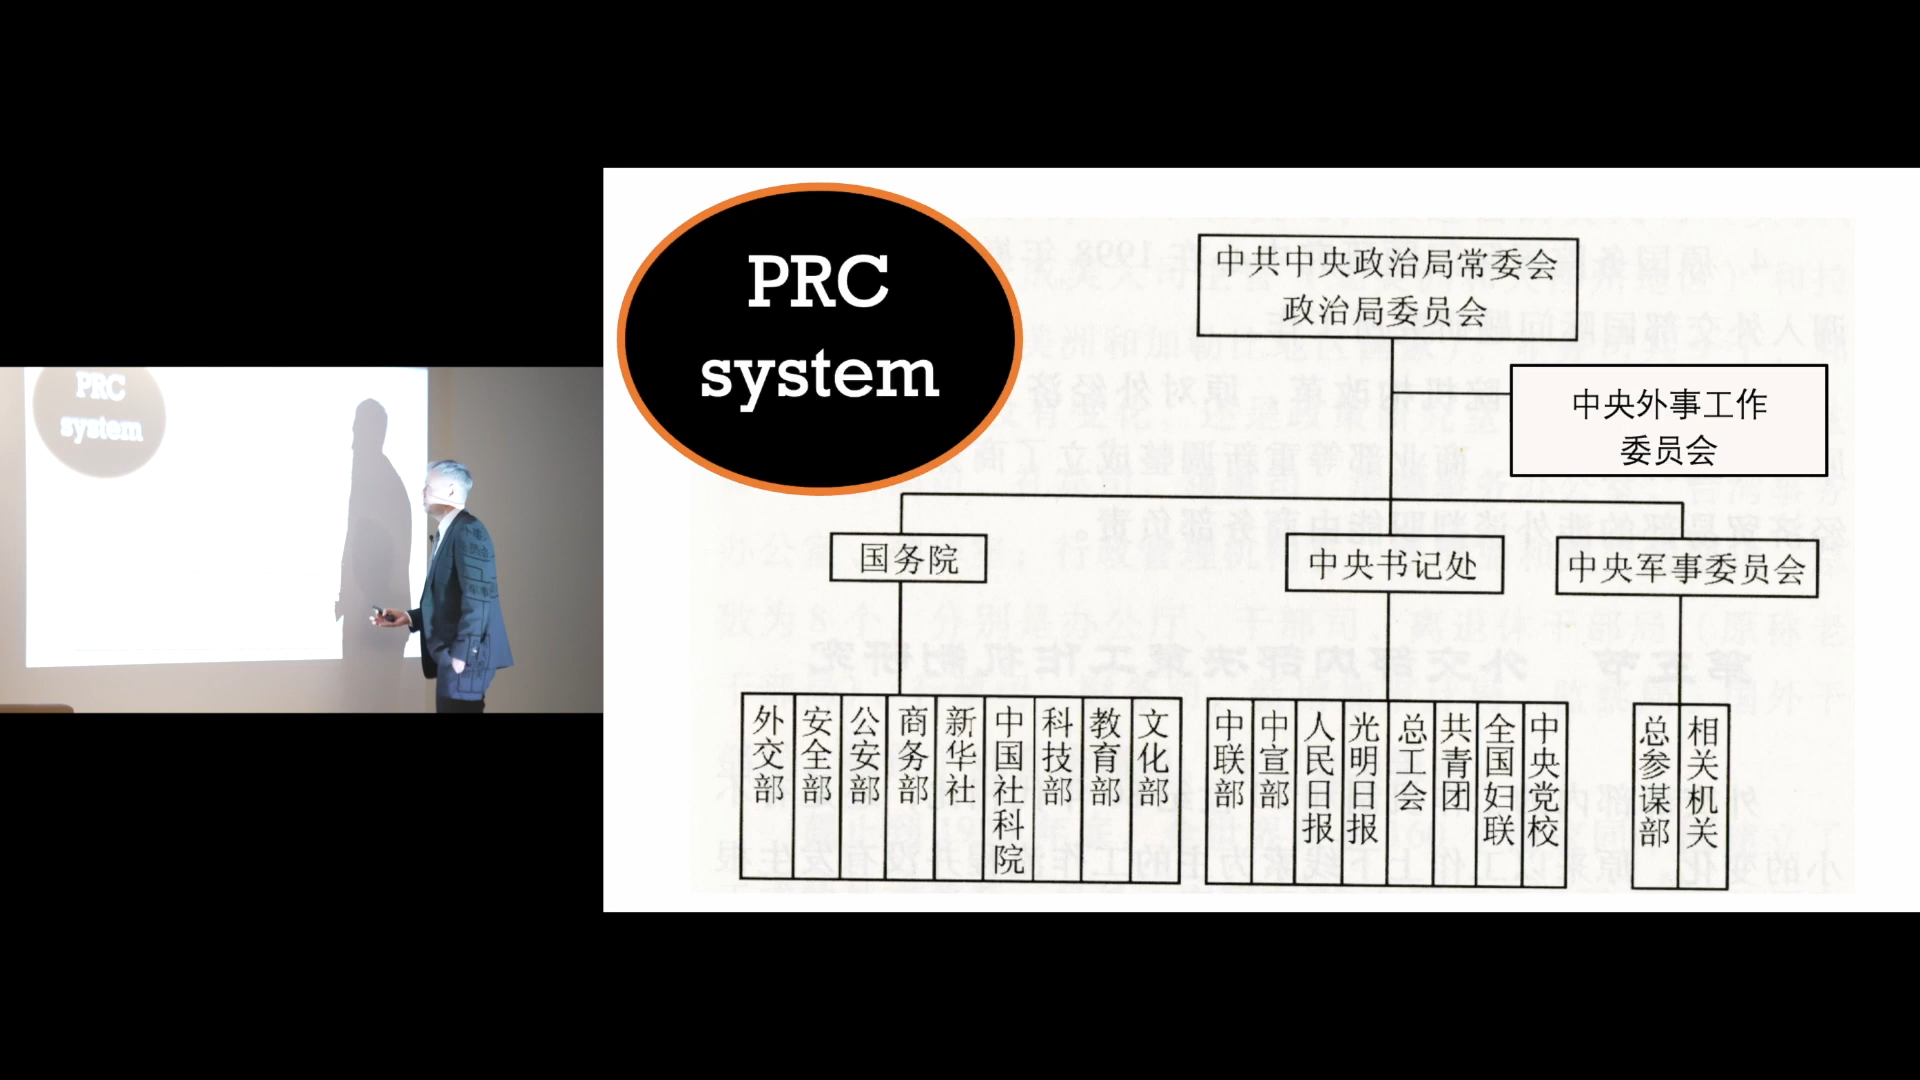 PRC
system
PRC
system
中共中央政治局常委会
政治局委员会
中央外事工作
委员会
国务院
中央书记处
中央军事委员会
外交部
安全部
公安部
商务部
新华社
中国社科院
科技部
教育部
文化部
中联部
中宣部
人民日报
光明日报
总工会
共青团
全国妇联
中央党校
总参谋部
相关机关